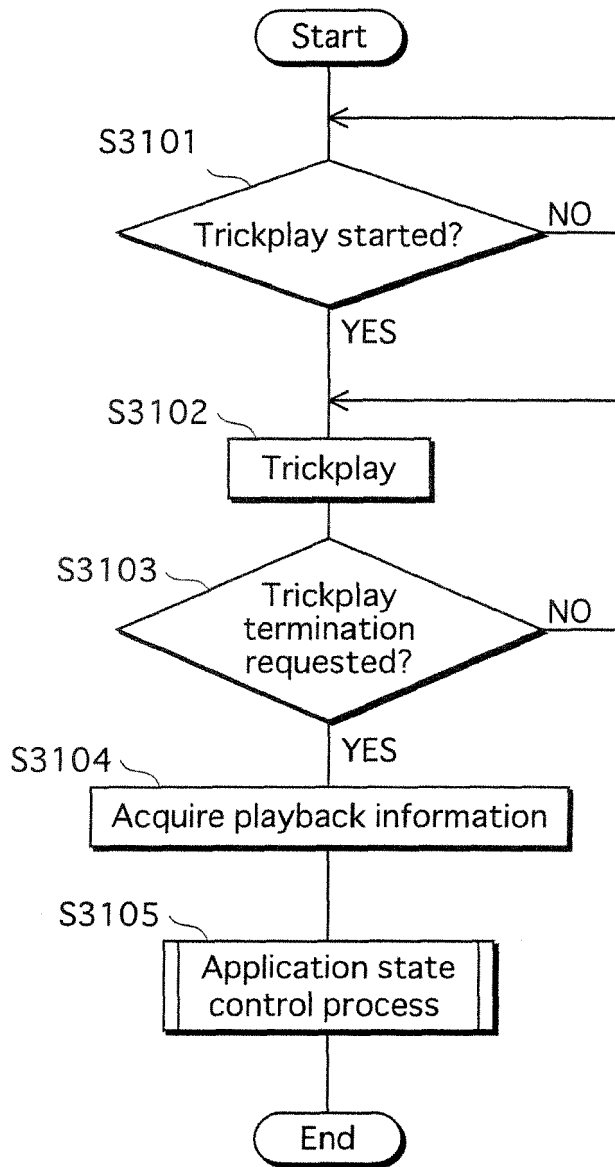 Start
S3101
Trickplay started?
NO
YES
S3102
Trickplay
S3103
Trickplay
termination
requested?
NO
YES
S3104
Acquire playback information
S3105
Application state
control process
End